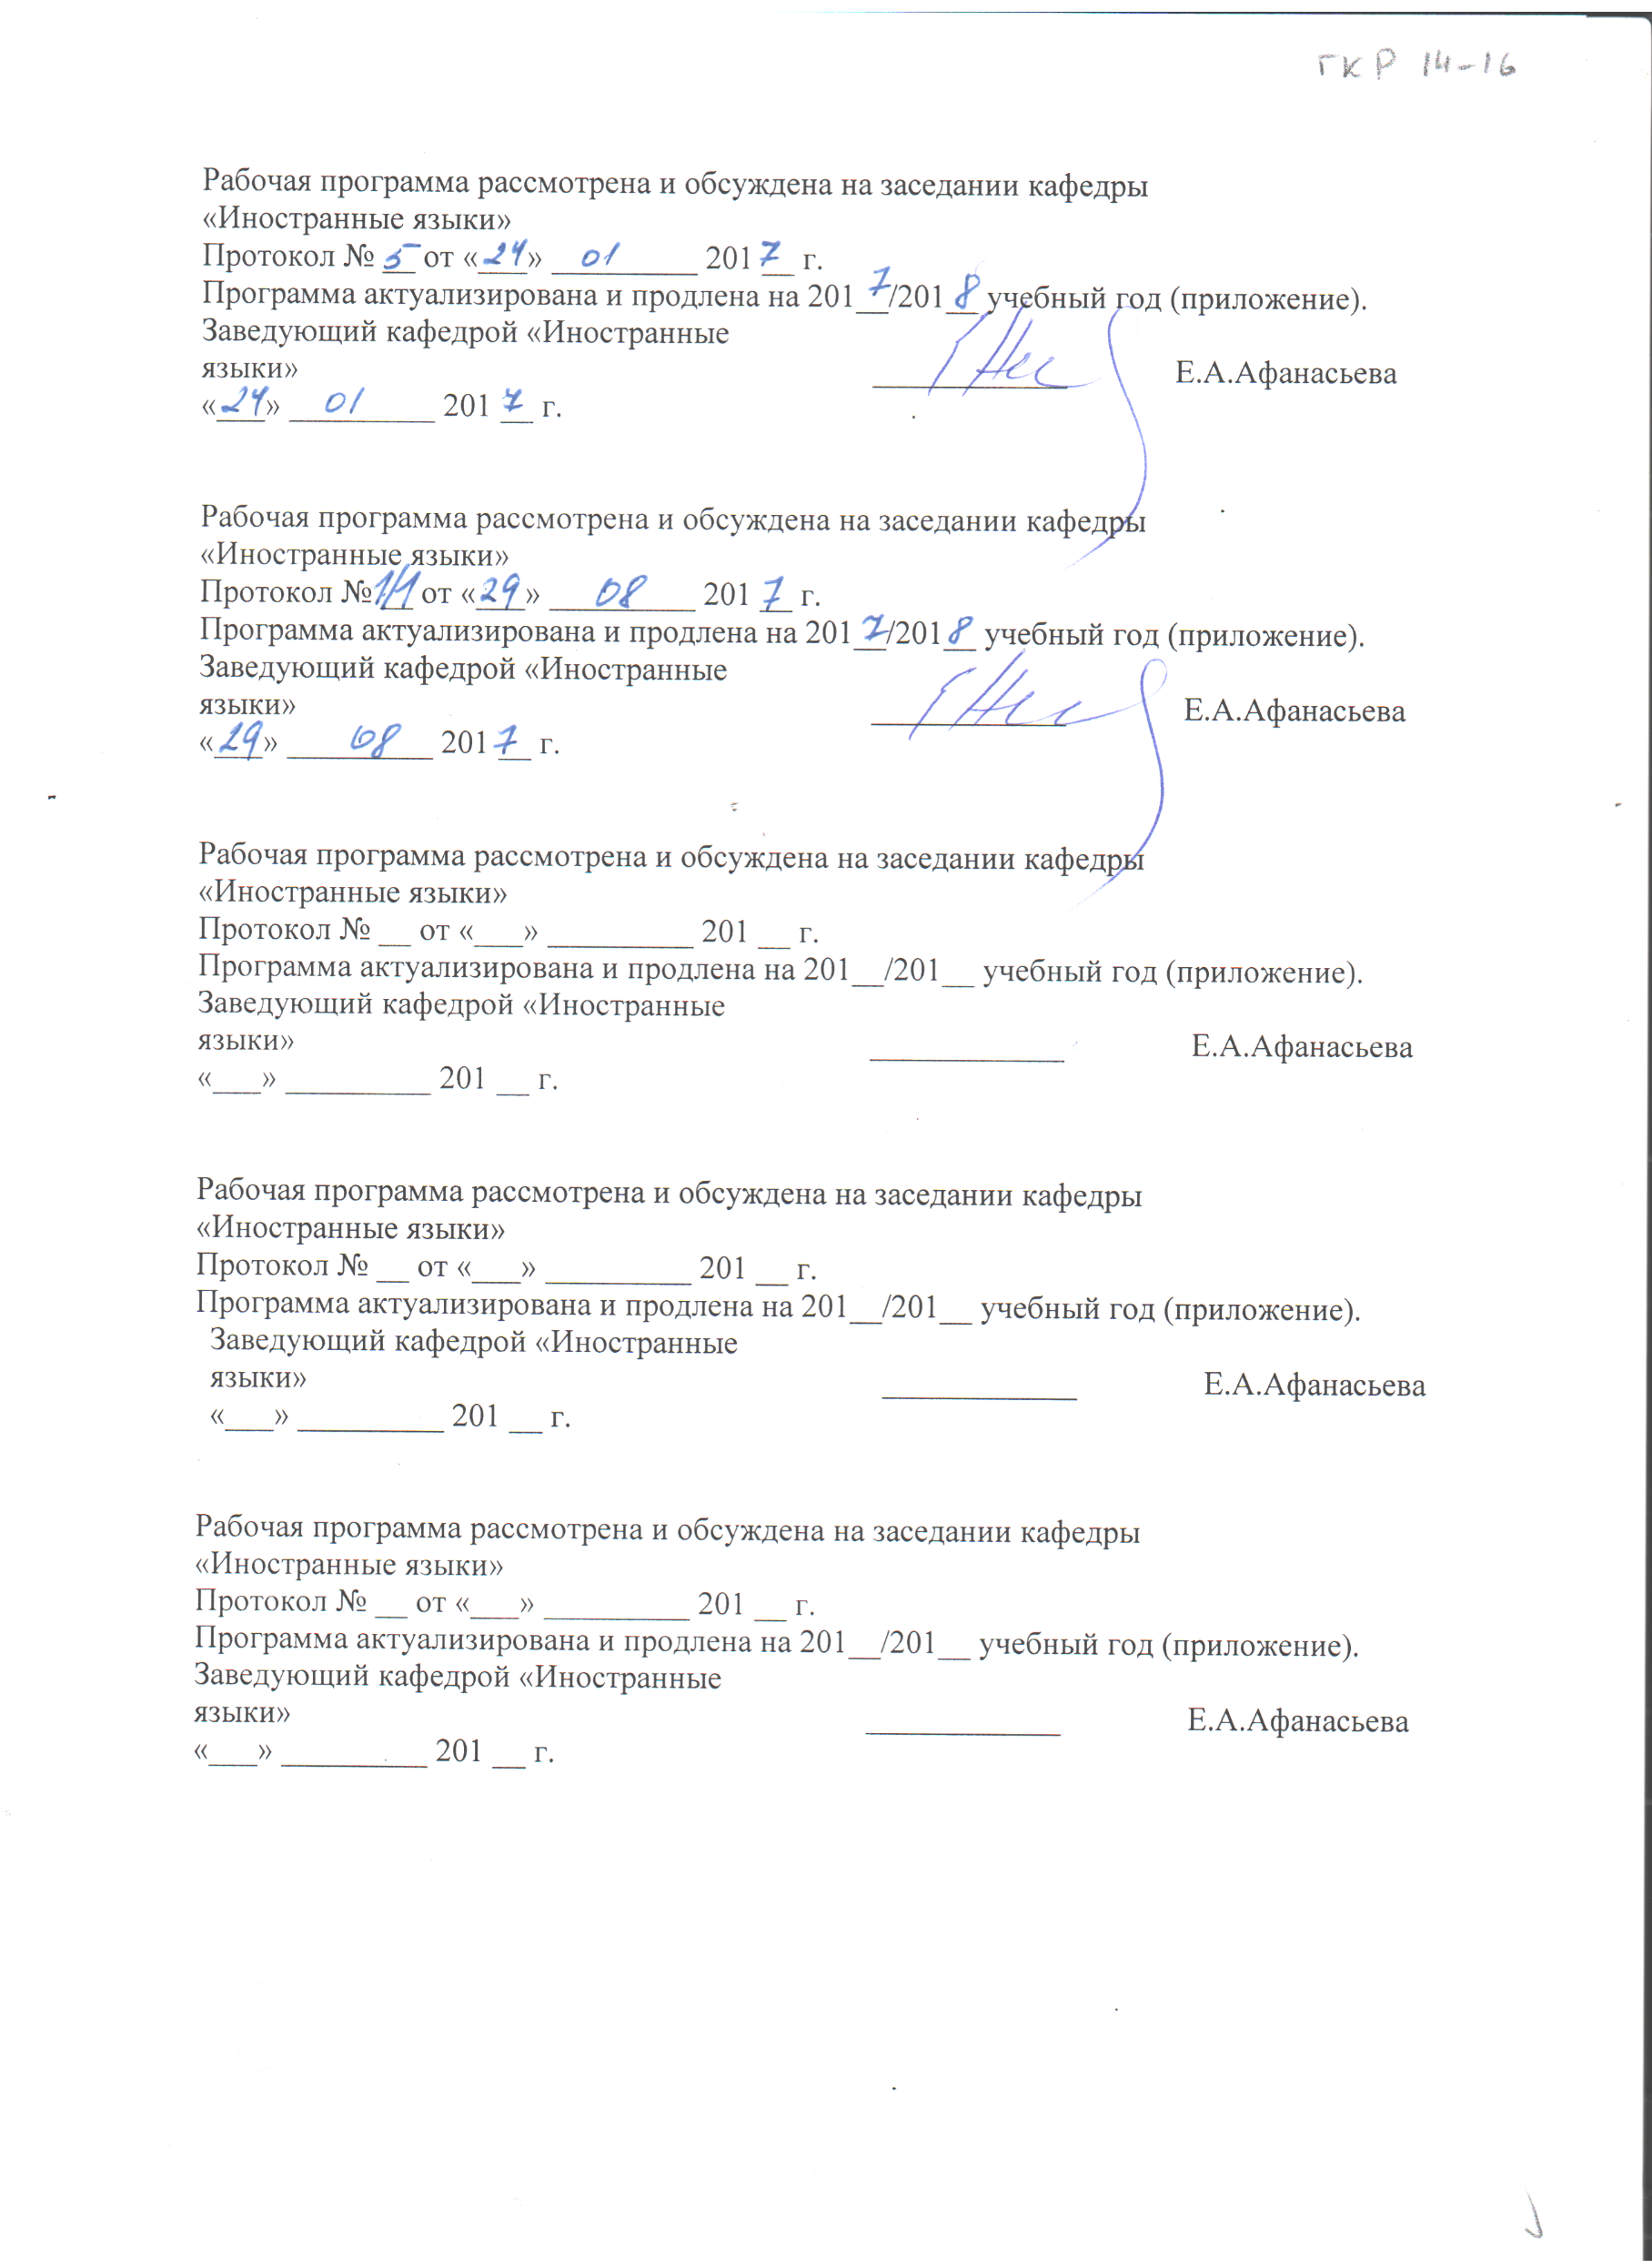 ГКР 14-16
Рабочая программа рассмотрена и обсуждена на заседании кафедры
«Иностранные языки»
Протокол № 5 от «24» 01 2017 г.
Программа актуализирована и продлена на 2017/2018 учебный год (приложение).
Заведующий кафедрой «Иностранные
языки» Е.А.Афанасьева
«24» 01 2017 г.
Рабочая программа рассмотрена и обсуждена на заседании кафедры
«Иностранные языки»
Протокол № 1/1 от «29» 08 2017 г.
Программа актуализирована и продлена на 2017/2018 учебный год (приложение).
Заведующий кафедрой «Иностранные
языки» Е.А.Афанасьева
«29» 08 2017 г.
Рабочая программа рассмотрена и обсуждена на заседании кафедры
«Иностранные языки»
Протокол № __ от «___» _________ 201 __ г.
Программа актуализирована и продлена на 201__/201__ учебный год (приложение).
Заведующий кафедрой «Иностранные
языки» ____________ Е.А.Афанасьева
«___» _________ 201 __ г.
Рабочая программа рассмотрена и обсуждена на заседании кафедры
«Иностранные языки»
Протокол № __ от «___» _________ 201 __ г.
Программа актуализирована и продлена на 201__/201__ учебный год (приложение).
Заведующий кафедрой «Иностранные
языки» ____________ Е.А.Афанасьева
«___» _________ 201 __ г.
Рабочая программа рассмотрена и обсуждена на заседании кафедры
«Иностранные языки»
Протокол № __ от «___» _________ 201 __ г.
Программа актуализирована и продлена на 201__/201__ учебный год (приложение).
Заведующий кафедрой «Иностранные
языки» ____________ Е.А.Афанасьева
«___» _________ 201 __ г.